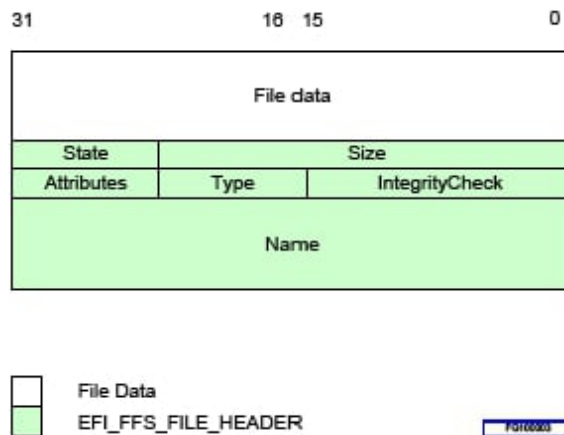 31 16 15 0
File data
State Size
Attributes Type IntegrityCheck
Name
File Data
EFI_FFS_FILE_HEADER